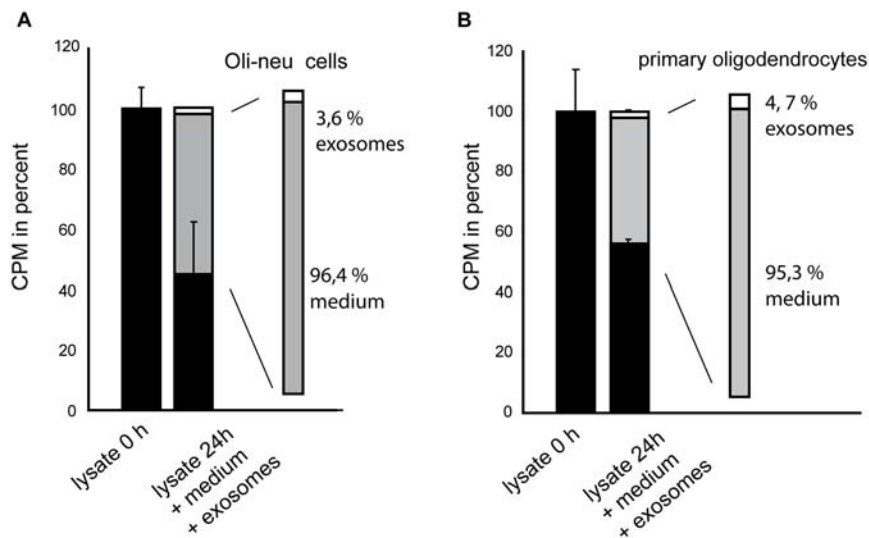 A
120
100
80
60
40
20
0
CPM in percent
Oli-neu cells
3,6 %
exosomes
96,4 %
medium
lysate 0 h
lysate 24h
+ medium
+ exosomes
B
120
100
80
60
40
20
0
CPM in percent
primary oligodendrocytes
4, 7 %
exosomes
95,3 %
medium
lysate 0 h
lysate 24h
+ medium
+ exosomes